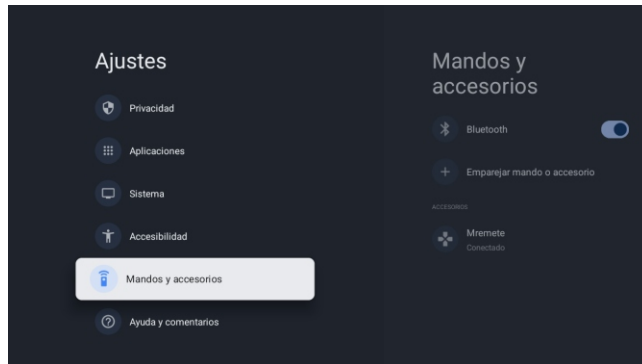 Ajustes
Privacidad
Aplicaciones
Sistema
Accesibilidad
Mandos y accesorios
Ayuda y comentarios
Mandos y
accesorios
Bluetooth
Emparejar mando o accesorio
ACCESORIOS
Mremete
Conectado